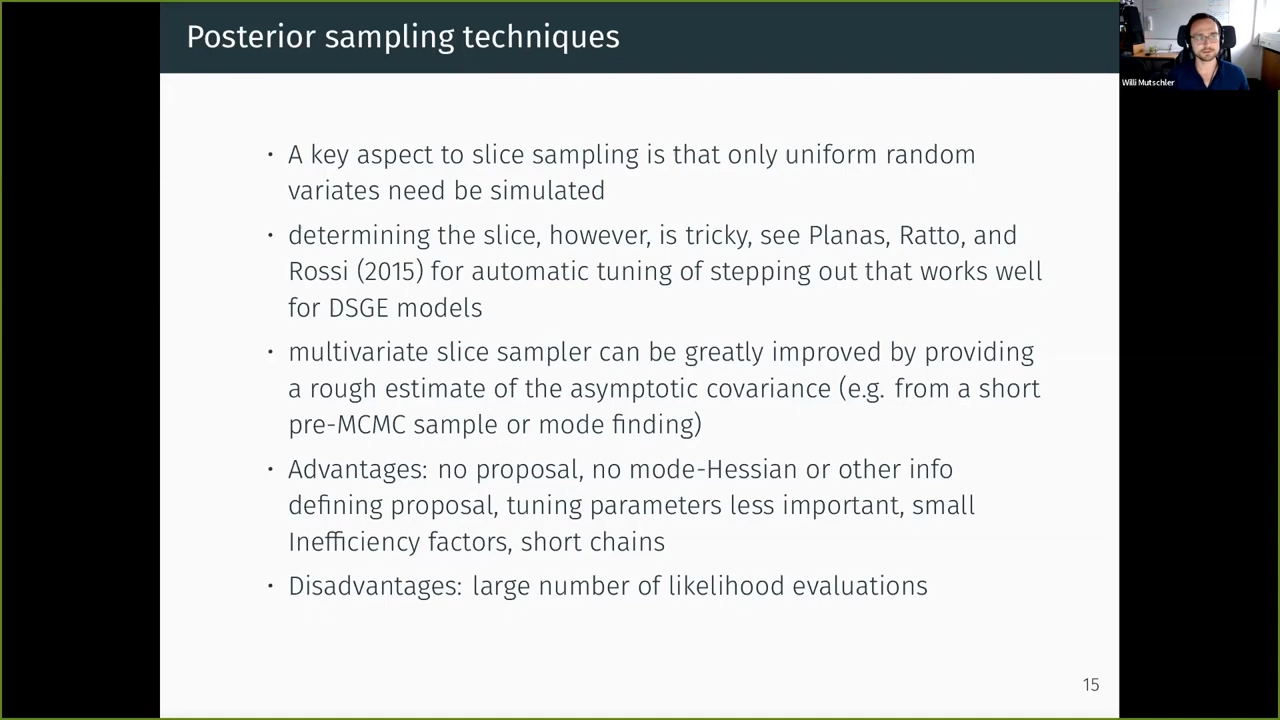 Posterior sampling techniques
Willi Mutschler
· A key aspect to slice sampling is that only uniform random
variates need be simulated
· determining the slice, however, is tricky, see Planas, Ratto, and
Rossi (2015) for automatic tuning of stepping out that works well
for DSGE models
· multivariate slice sampler can be greatly improved by providing
a rough estimate of the asymptotic covariance (e.g. from a short
pre-MCMC sample or mode finding)
· Advantages: no proposal, no mode-Hessian or other info
defining proposal, tuning parameters less important, small
Inefficiency factors, short chains
· Disadvantages: large number of likelihood evaluations
15